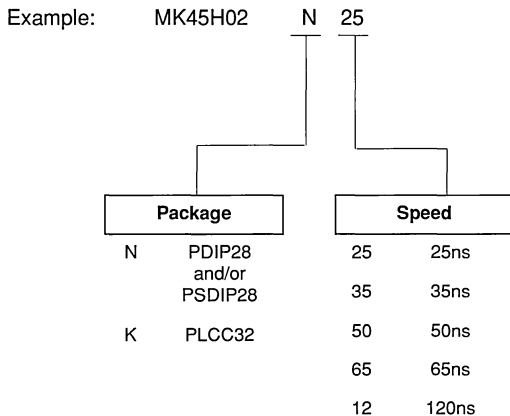 Example: MK45H02 N 25
Package Speed
N PDIP28 and/or PSDIP28
K PLCC32
25 25ns
35 35ns
50 50ns
65 65ns
12 120ns